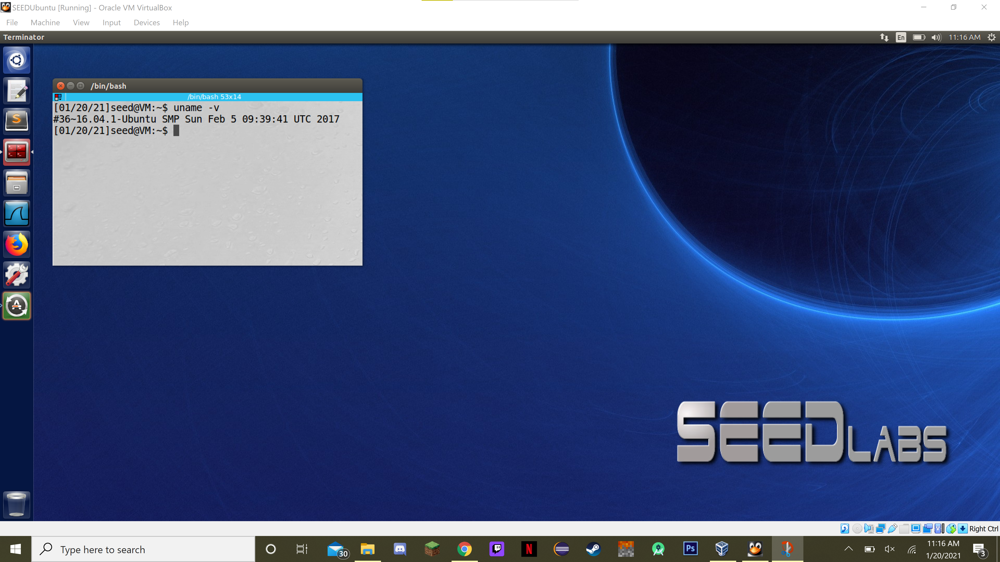 SEEDUbuntu [Running] - Oracle VM VirtualBox
File Machine View Input Devices Help
Terminator
En 11:16 AM
/bin/bash
/bin/bash 53x14
[01/20/21]seed@VM:~$ uname -v
#36~16.04.1-Ubuntu SMP Sun Feb 5 09:39:41 UTC 2017
[01/20/21]seed@VM:~$
S
A
SEEDLABS
V
Right Ctrl
Type here to search
30
N
Ps
11:16 AM
1/20/2021
3